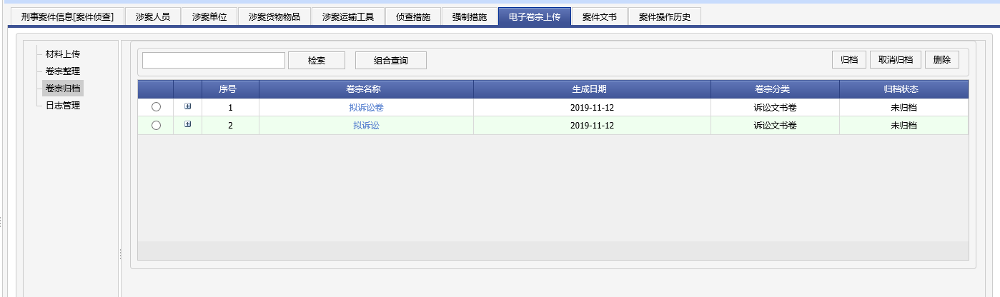 刑事案件信息[案件侦查] 涉案人员 涉案单位 涉案货物物品 涉案运输工具 侦查措施 强制措施 电子卷宗上传 案件文书 案件操作历史
材料上传
卷宗整理
卷宗归档
日志管理
检索 组合查询 归档 取消归档 删除
序号 卷宗名称 生成日期 卷宗分类 归档状态
1 拟诉讼卷 2019-11-12 诉讼文书卷 未归档
2 拟诉讼 2019-11-12 诉讼文书卷 未归档